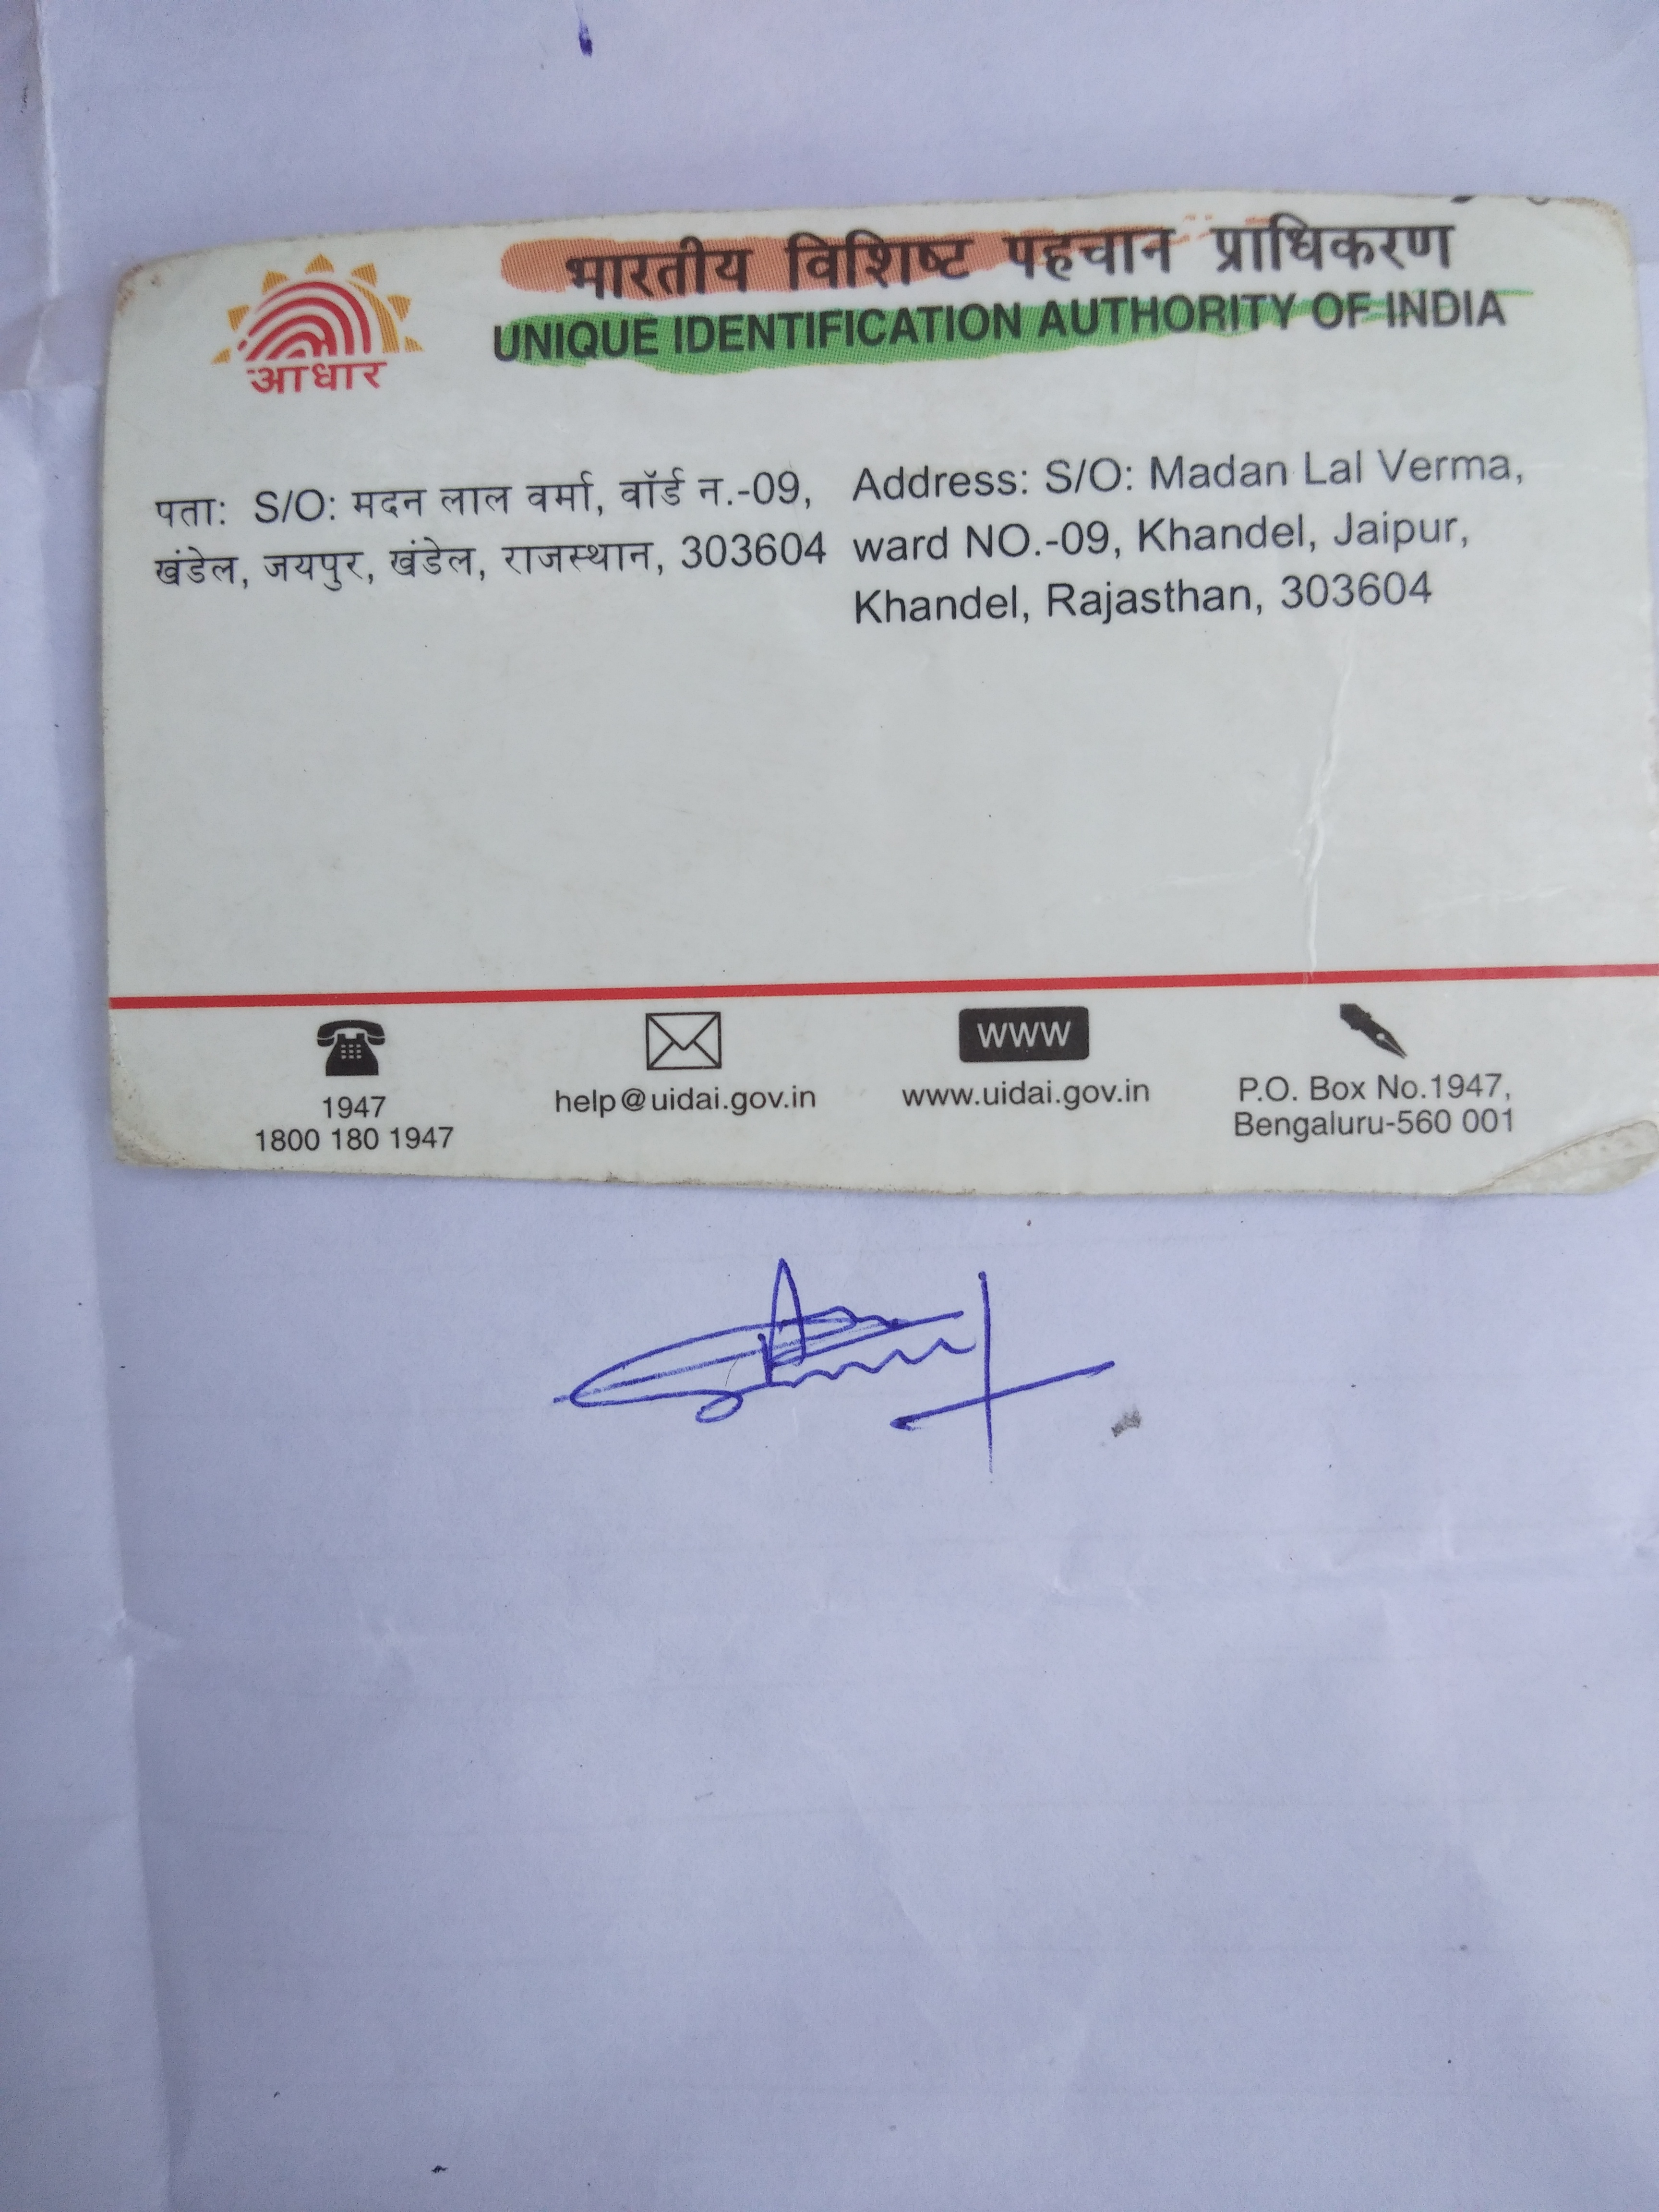 आधार
भारतीय विशिष्ट पहचान प्राधिकरण
UNIQUE IDENTIFICATION AUTHORITY OF INDIA
पता: S/O: मदन लाल वर्मा, वॉर्ड न.-09,
खंडेल, जयपुर, खंडेल, राजस्थान, 303604
Address: S/O: Madan Lal Verma,
ward NO.-09, Khandel, Jaipur,
Khandel, Rajasthan, 303604
1947
1800 180 1947
help@uidai.gov.in
www
www.uidai.gov.in
P.O. Box No.1947,
Bengaluru-560 001